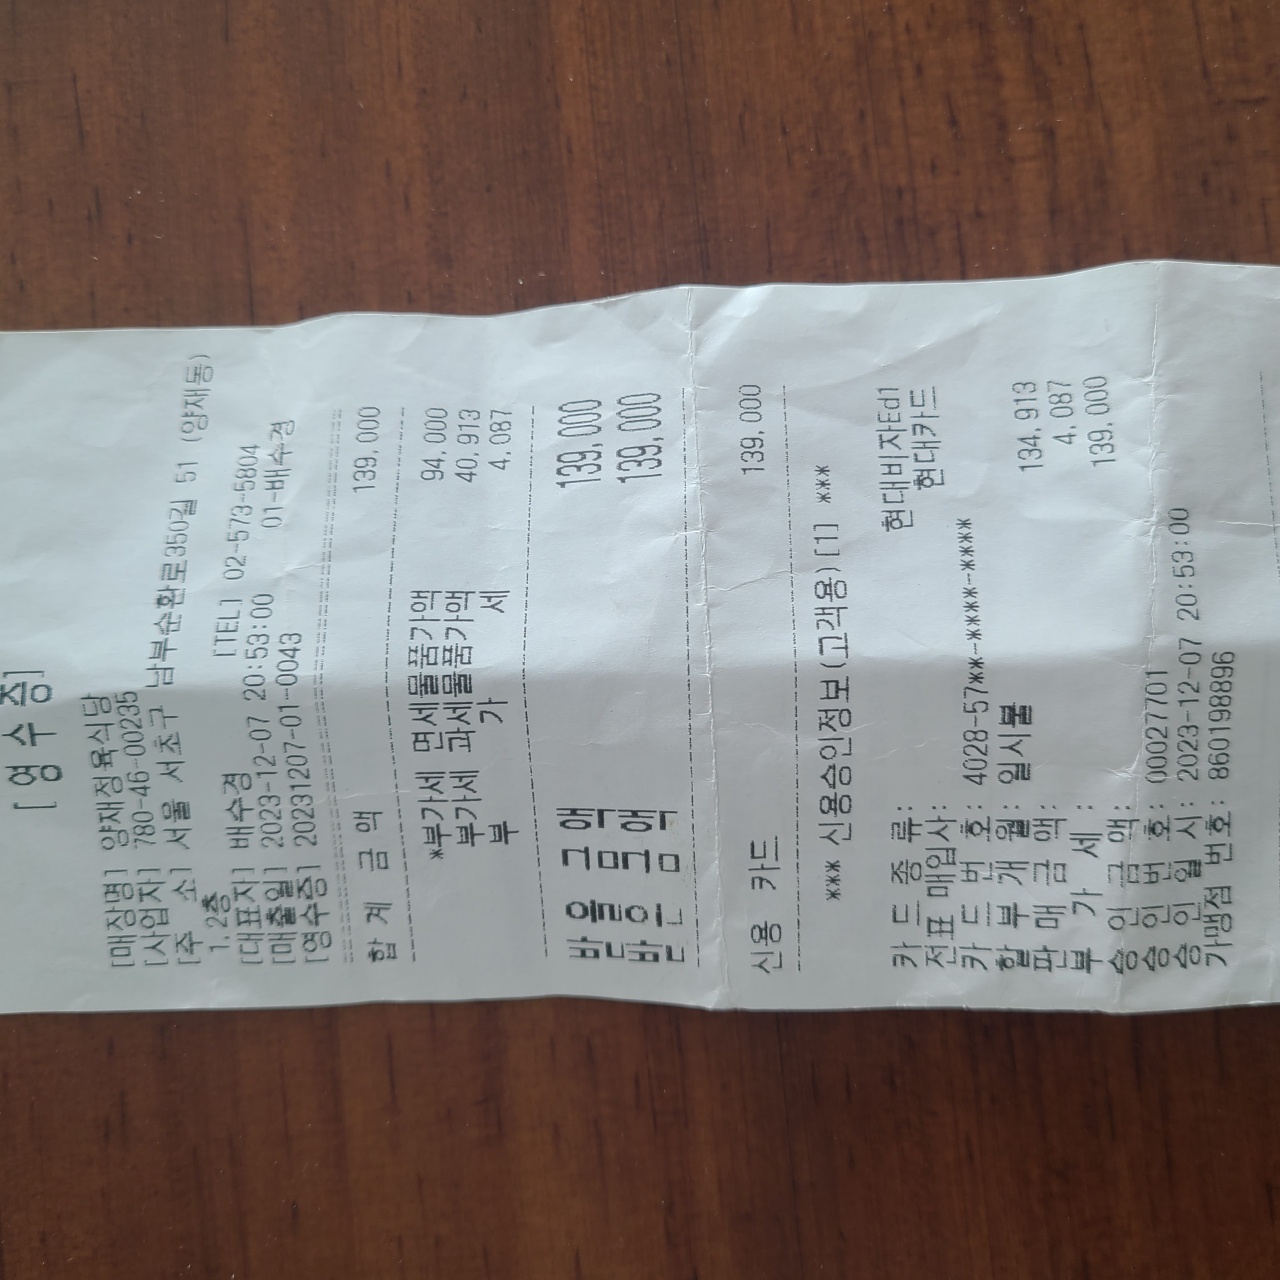 [영 수 증]
[매장명] 양재정육식당
[사업자] 780-46-00235
[주 소] 서울 서초구 남부순환로350길 51 (양재동)
1,2층
[대표자] 배수경 [TEL] 02-573-5804
[매출일] 2023-12-07 20:53:00 01-배수경
[영수증] 20231207-01-0043
합 계 금 액 139,000
*부가세 면세물품가액 94,000
부가세 과세물품가액 40,913
부 가 세 4,087
받을금액 139,000
받은금액 139,000
신용 카드 139,000
*** 신용승인정보(고객용) [1] ***
카 드 종 류 : 현대비자Ed1
전표 매입사 : 현대카드
카 드 번 호 : 4028-57**-****-****
할 부 개 월 : 일시불
판 매 금 액 : 134,913
부 가 세 : 4,087
승 인 금 액 : 139,000
승 인 번 호 : 00027701
승 인 일 시 : 2023-12-07 20:53:00
가맹점 번호 : 860198896